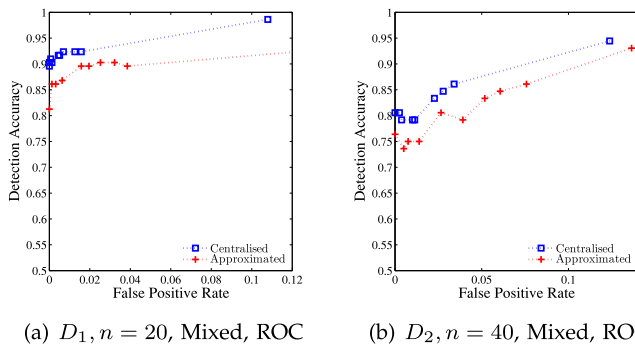 1
0.95
0.9
0.85
0.8
0.75
0.7
0.65
0.6
0.55
0.5
Detection Accuracy
Centralised
Approximated
0 0.02 0.04 0.06 0.08 0.1 0.12
False Positive Rate
(a) D₁, n = 20, Mixed, ROC
1
0.95
0.9
0.85
0.8
0.75
0.7
0.65
0.6
0.55
0.5
Detection Accuracy
Centralised
Approximated
0 0.05 0.1
False Positive Rate
(b) D₂, n = 40, Mixed, RO